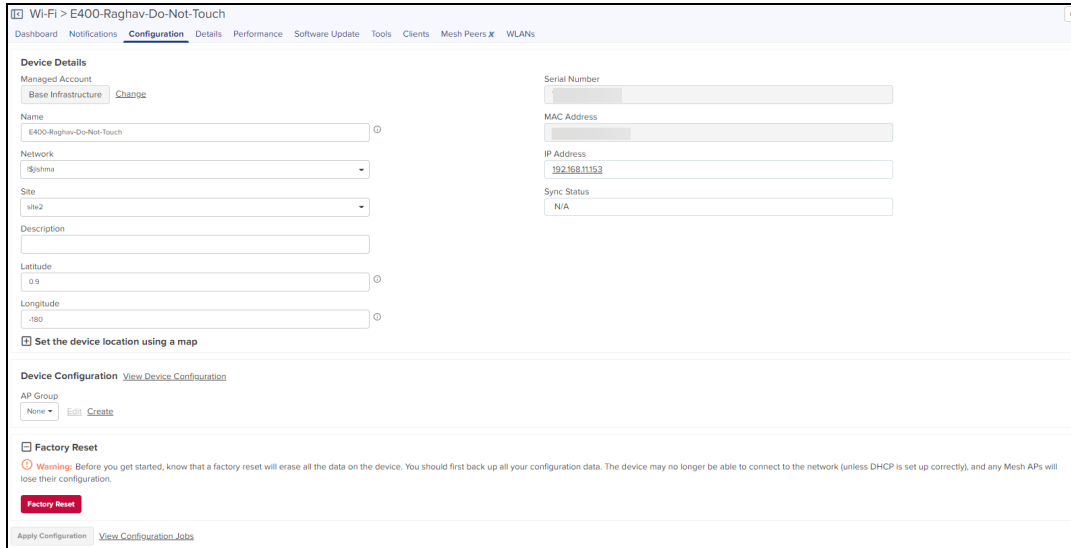 Wi-Fi > E400-Raghav-Do-Not-Touch
Dashboard Notifications Configuration Details Performance Software Update Tools Clients Mesh Peers X WLANs
Device Details
Managed Account
Base Infrastructure Change
Name
E400-Raghav-Do-Not-Touch
Network
!$jishma
Site
site2
Description
Latitude
0.9
Longitude
-180
Set the device location using a map
Serial Number
MAC Address
IP Address
192.168.11.153
Sync Status
N/A
Device Configuration View Device Configuration
AP Group
None Edit Create
Factory Reset
Warning: Before you get started, know that a factory reset will erase all the data on the device. You should first back up all your configuration data. The device may no longer be able to connect to the network (unless DHCP is set up correctly), and any Mesh APs will
lose their configuration.
Factory Reset
Apply Configuration View Configuration Jobs